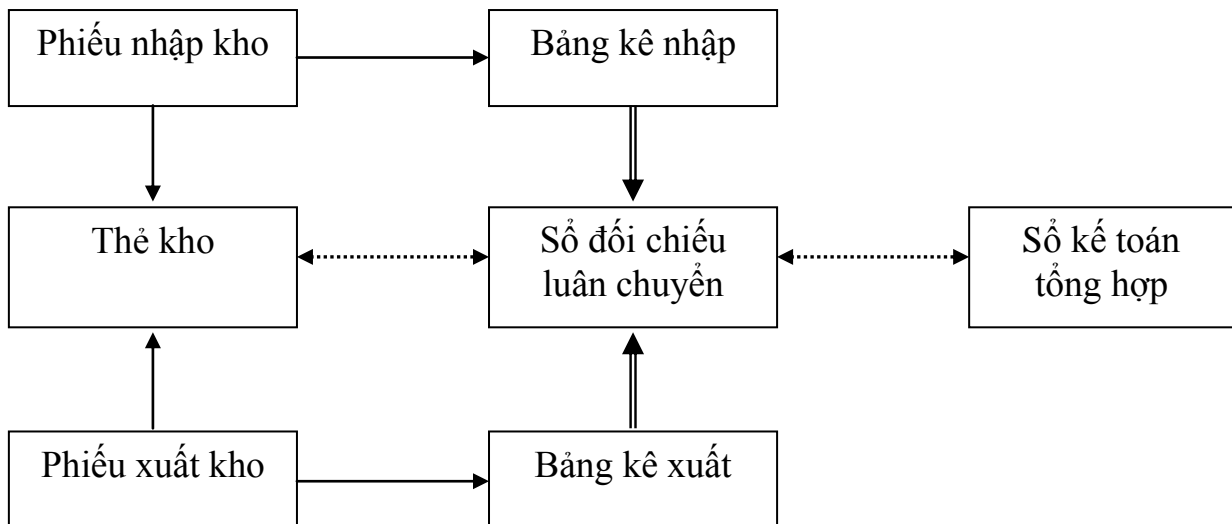 Phiếu nhập kho
Bảng kê nhập
Thẻ kho
Sổ đối chiếu
luân chuyển
Sổ kế toán
tổng hợp
Phiếu xuất kho
Bảng kê xuất